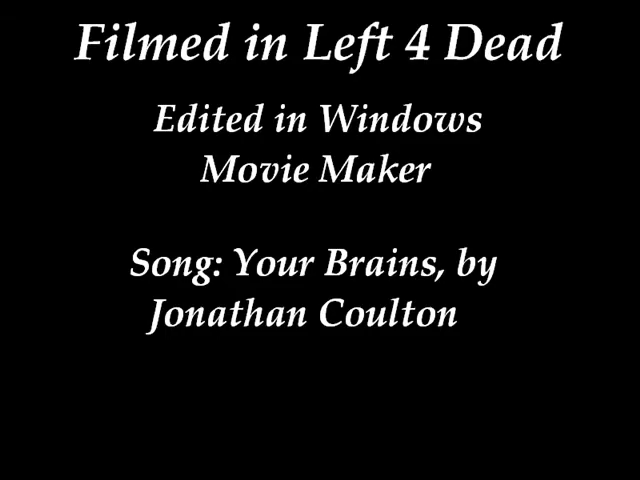 Filmed in Left 4 Dead
Edited in Windows
Movie Maker
Song: Your Brains, by
Jonathan Coulton